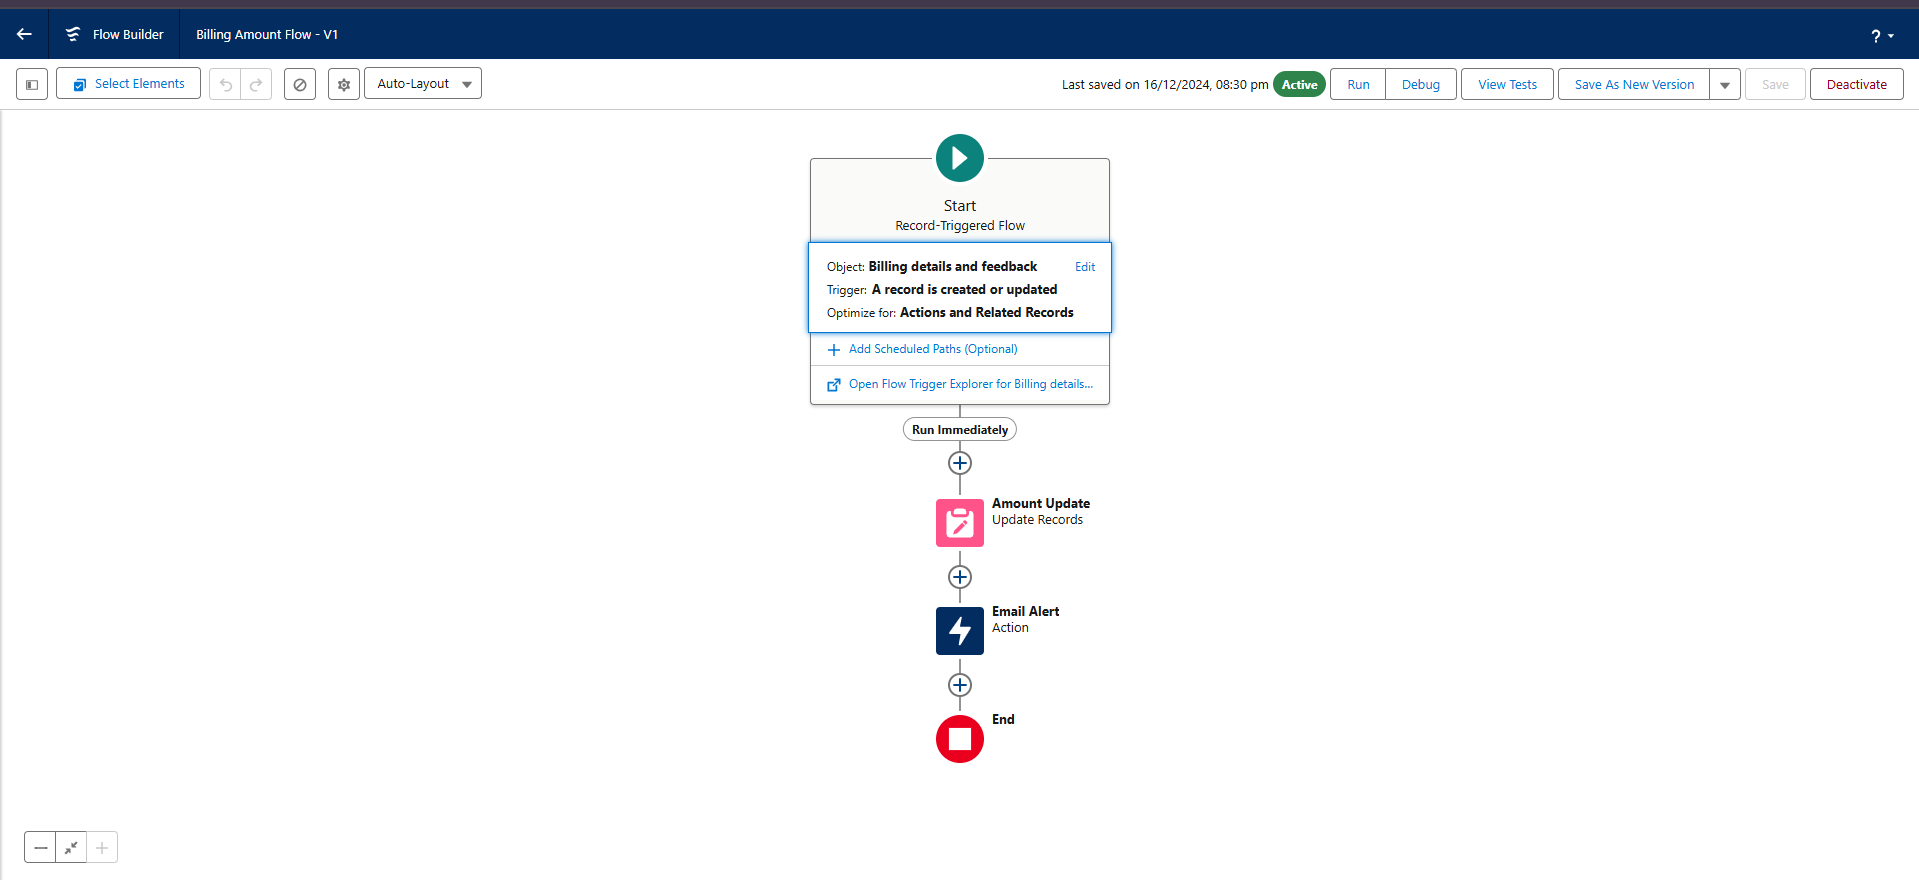 Flow Builder
Billing Amount Flow - V1
?
Select Elements
Auto-Layout
Last saved on 16/12/2024, 08:30 pm
Active
Run
Debug
View Tests
Save As New Version
Save
Deactivate
Start
Record-Triggered Flow
Object: Billing details and feedback
Edit
Trigger: A record is created or updated
Optimize for: Actions and Related Records
Add Scheduled Paths (Optional)
Open Flow Trigger Explorer for Billing details...
Run Immediately
Amount Update
Update Records
Email Alert
Action
End